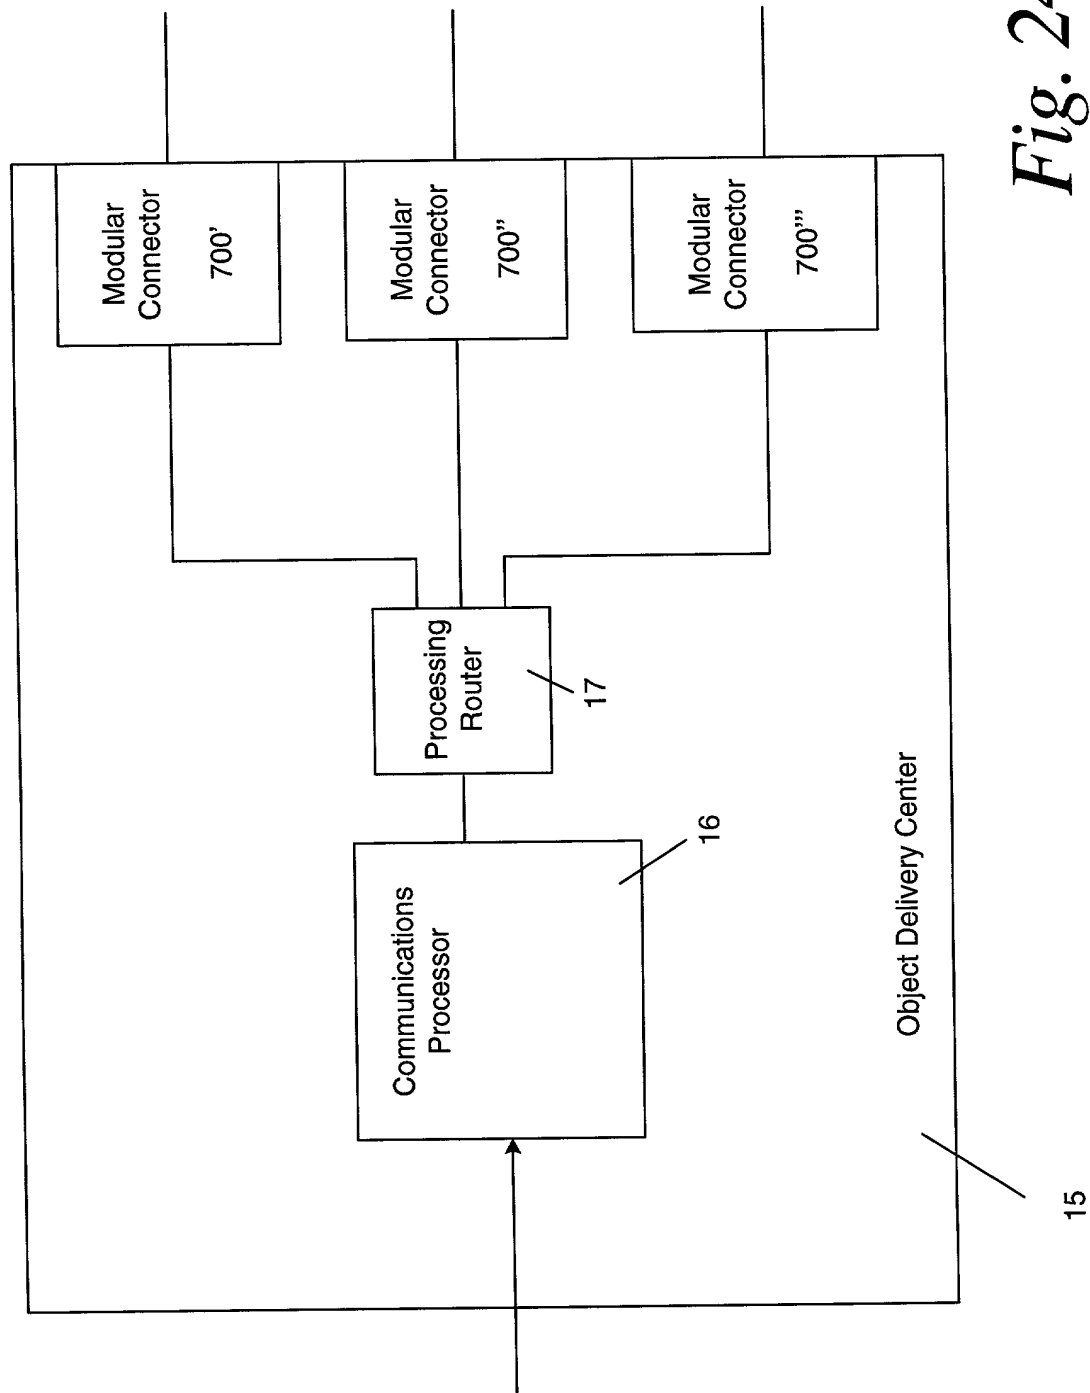 Modular
Connector
700'
Modular
Connector
700''
Modular
Connector
700'''
Processing
Router
17
Communications
Processor
16
Object Delivery Center
15
Fig. 24